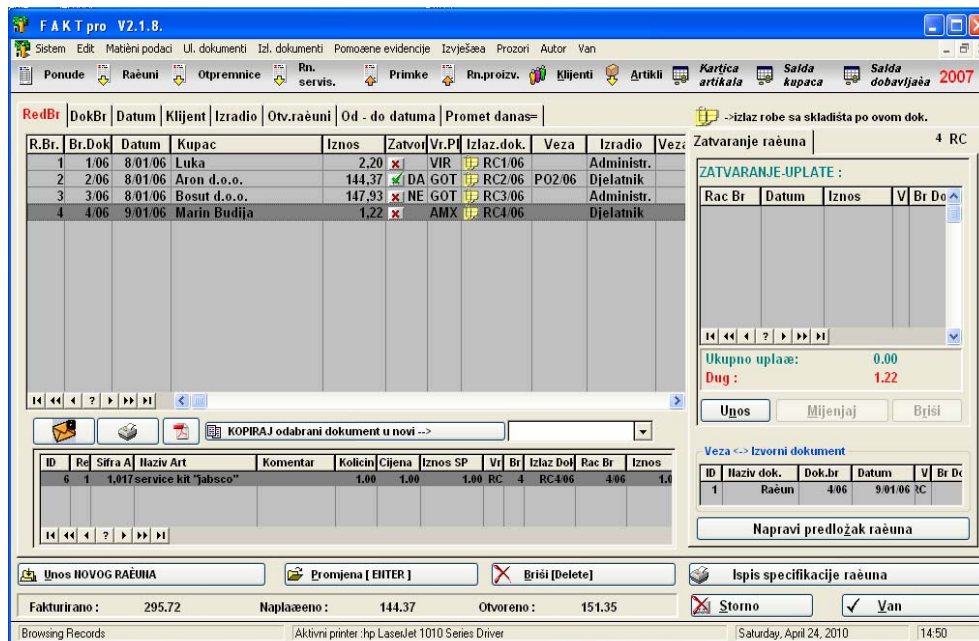 F A K T pro V2.1.8.
Sistem Edit Matièni podaci Ul. dokumenti Izl. dokumenti Pomoæne evidencije Izvješæa Prozori Autor Van
Ponude Raèuni Otpremnice Rn. servis. Primke Rn.proizv. Klijenti Artikli Kartica artikala Salda kupaca Salda dobavljaèa 2007
RedBr DokBr Datum Klijent Izradio Otv.raèuni Od - do datuma Promet danas=
->izlaz robe sa skladišta po ovom dok.
R.Br. Br.Dok Datum Kupac Iznos Zatvor Vr.Pl Izlaz.dok. Veza Izradio Veza
1 1/06 8/01/06 Luka 2,20 VIR RC1/06 Administr.
2 2/06 8/01/06 Aron d.o.o. 144,37 DA GOT RC2/06 PO2/06 Djelatnik
3 3/06 8/01/06 Bosut d.o.o. 147,93 NE GOT RC3/06 Administr.
4 4/06 9/01/06 Marin Budija 1,22 AMX RC4/06 Djelatnik
Zatvaranje raèuna 4 RC
ZATVARANJE-UPLATE :
Rac Br Datum Iznos V Br Do
Ukupno uplaæ: 0.00
Dug : 1.22
Unos Mijenjaj Briši
KOPIRAJ odabrani dokument u novi -->
ID Re Sifra A Naziv Art Komentar Kolicin Cijena Iznos SP Vr Br Izlaz Dok Rac Br Iznos
6 1 1,017 service kit "jabsco" 1.00 1.00 1.00 RC 4 RC4/06 4/06 1.0
Veza <-> Izvorni dokument
ID Naziv dok. Dok.br Datum V Br Do
1 Raèun 4/06 9/01/06 RC
Napravi predložak raèuna
Unos NOVOG RAÈUNA Promjena [ ENTER ] Briši [Delete] Ispis specifikacije raèuna
Fakturirano : 295.72 Naplaæeno : 144.37 Otvoreno : 151.35
Storno Van
Browsing Records Aktivni printer :hp LaserJet 1010 Series Driver Saturday, April 24, 2010 14:50